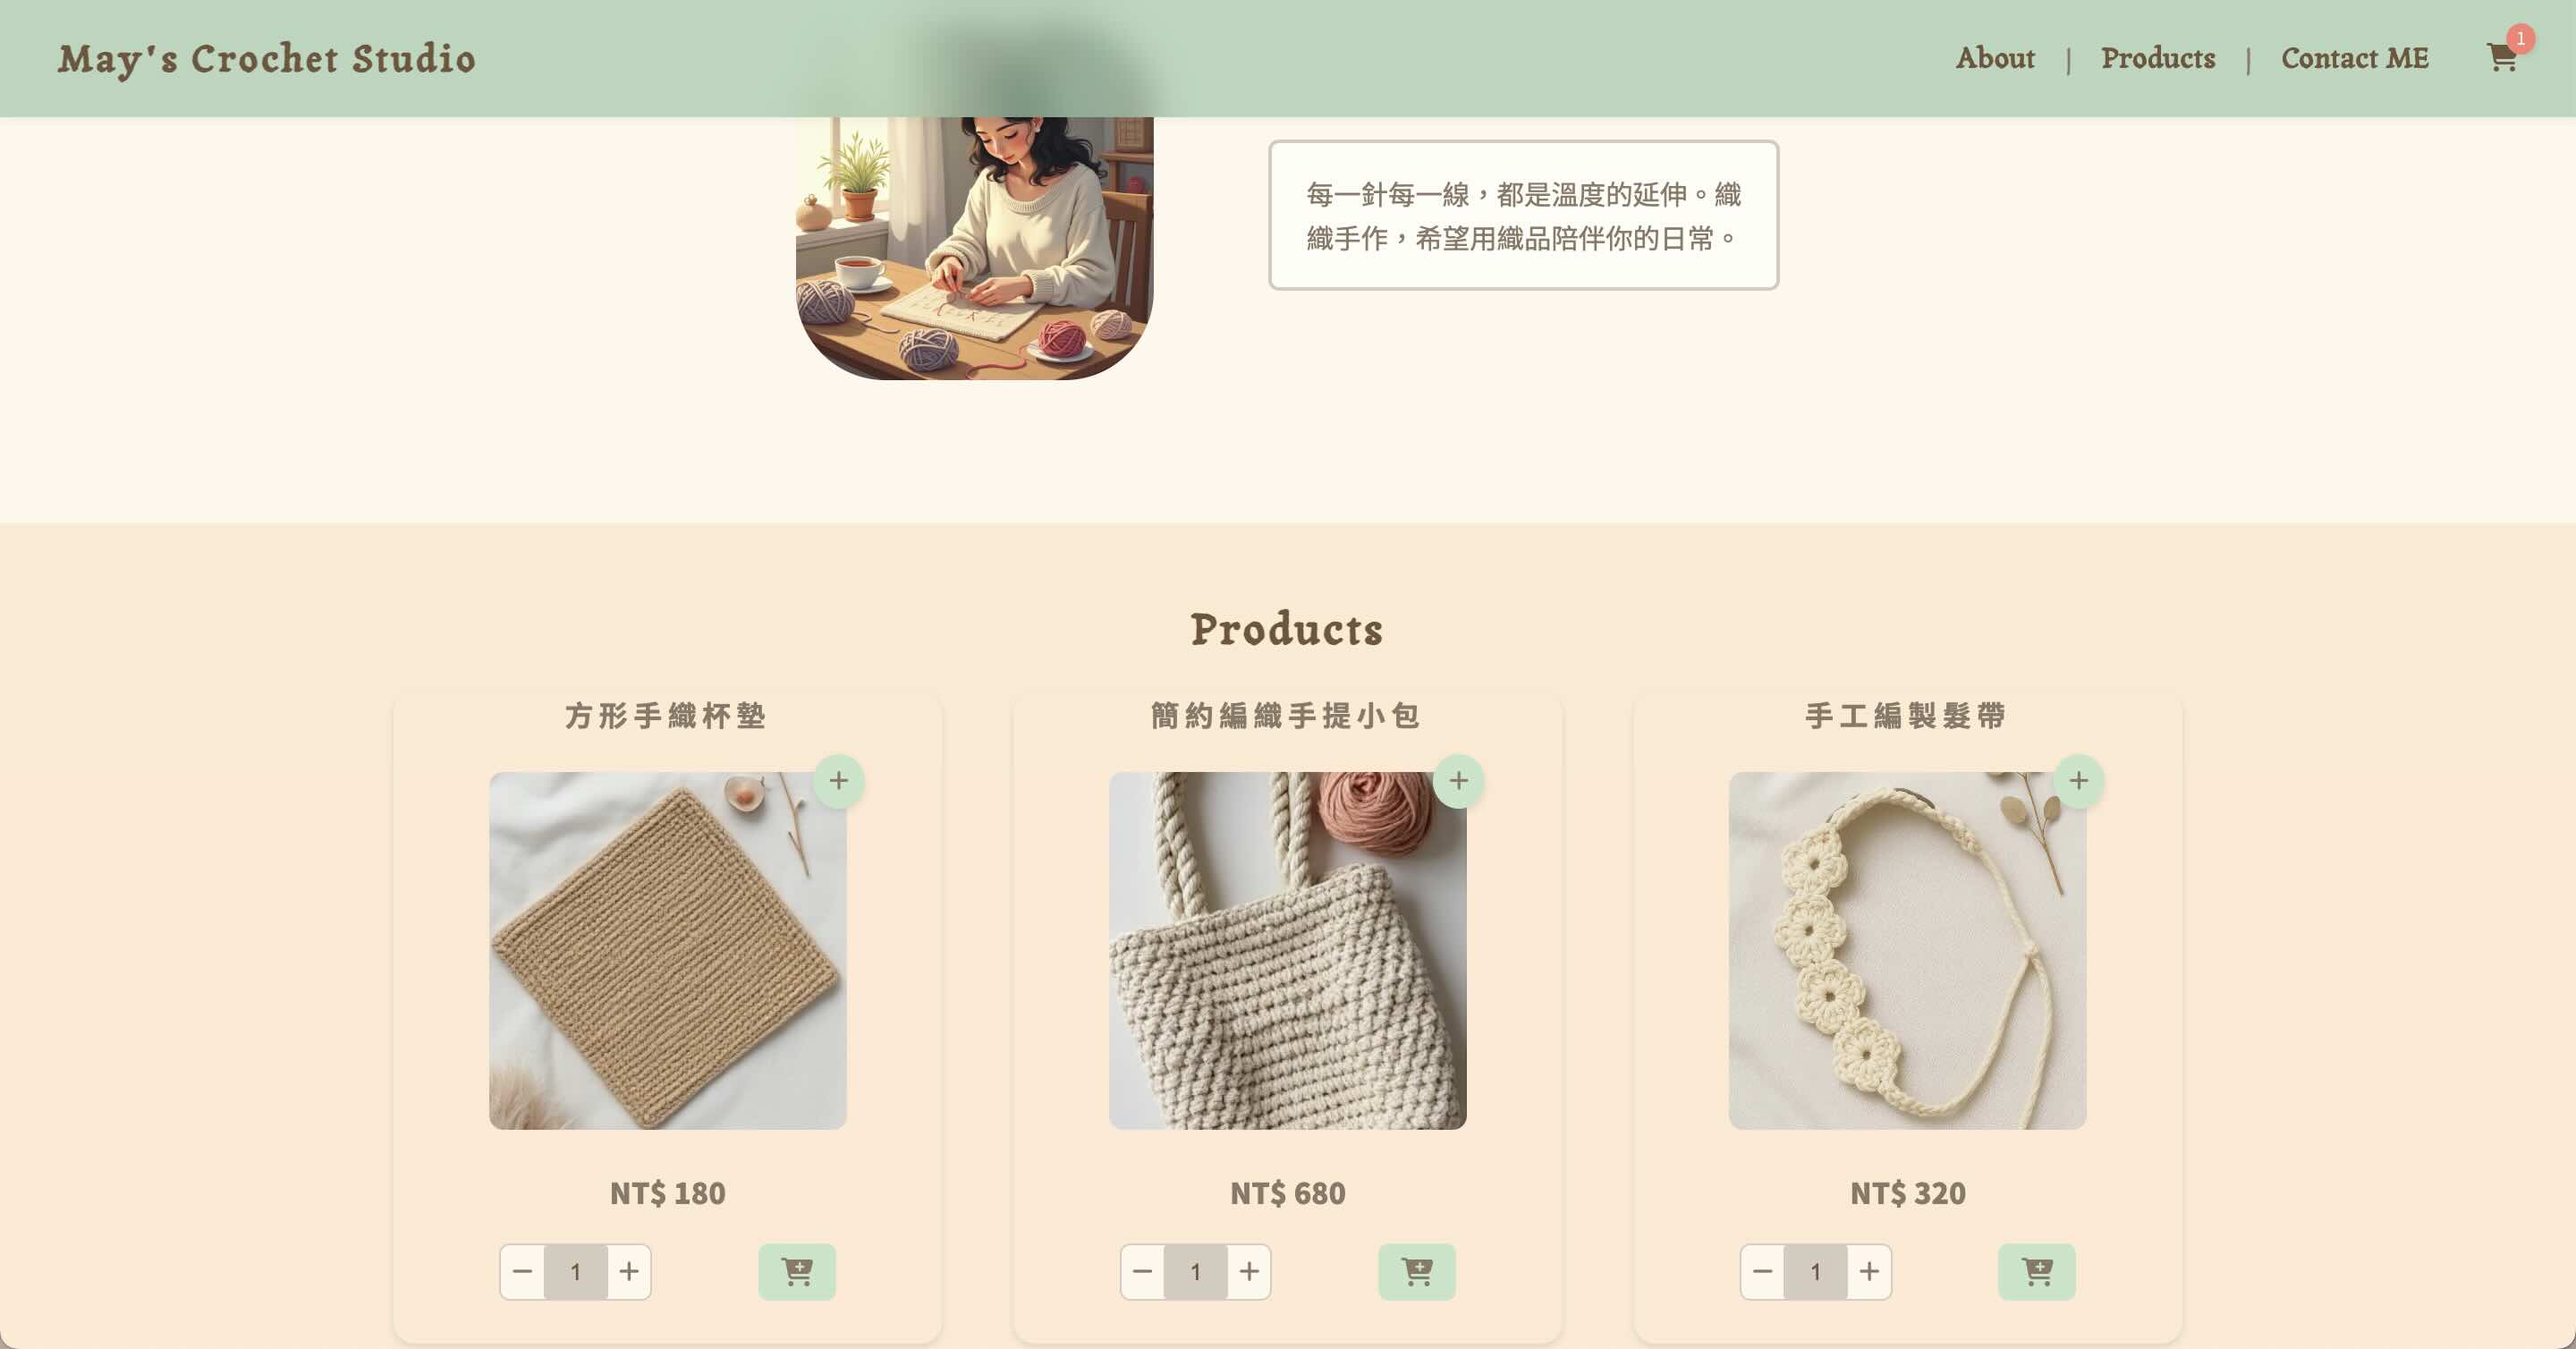 May's Crochet Studio
About | Products | Contact ME
1
每一針每一線，都是溫度的延伸。織
織手作，希望用織品陪伴你的日常。
Products
方形手織杯墊
簡約編織手提小包
手工編製髮帶
+
+
+
NT$ 180
NT$ 680
NT$ 320
− 1 +
− 1 +
− 1 +